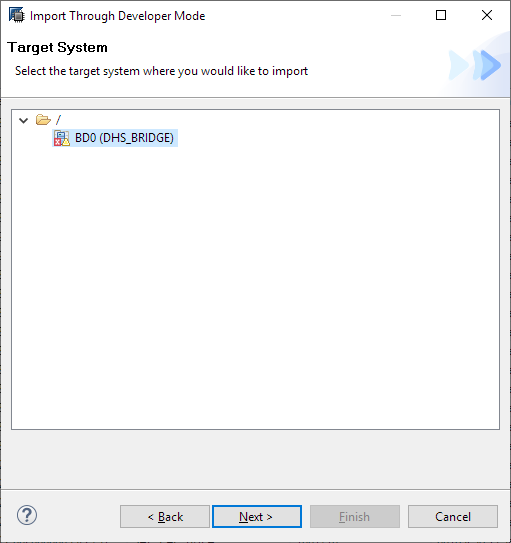 Import Through Developer Mode
Target System
Select the target system where you would like to import
/
BD0 (DHS_BRIDGE)
?
< Back
Next >
Finish
Cancel